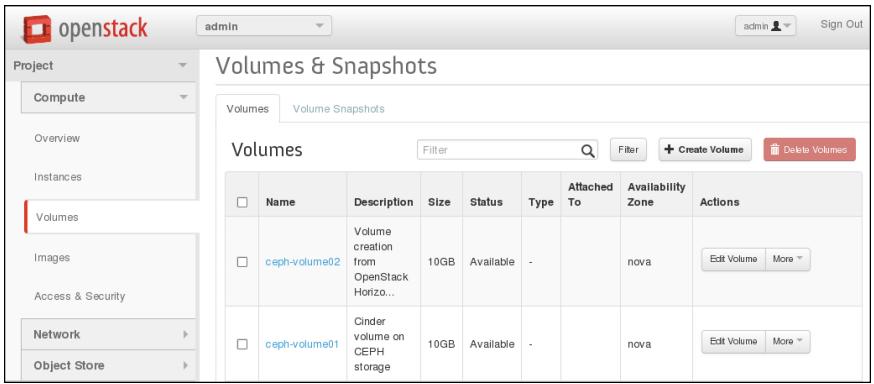 openstack
admin
admin
Sign Out
Project
Compute
Overview
Instances
Volumes
Images
Access & Security
Network
Object Store
Volumes & Snapshots
Volumes
Volume Snapshots
Volumes
Filter
Filter
+ Create Volume
Delete Volumes
Name
Description
Size
Status
Type
Attached
To
Availability
Zone
Actions
ceph-volume02
Volume
creation
from
OpenStack
Horizo...
10GB
Available
-
nova
Edit Volume
More
ceph-volume01
Cinder
volume on
CEPH
storage
10GB
Available
-
nova
Edit Volume
More